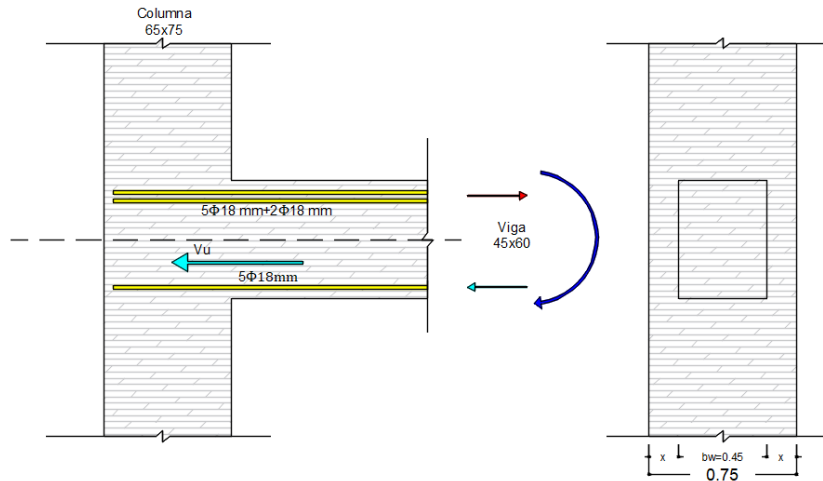 Columna
65x75
5Φ18 mm+2Φ18 mm
Vu
5Φ18mm
Viga
45x60
x
bw=0.45
x
0.75